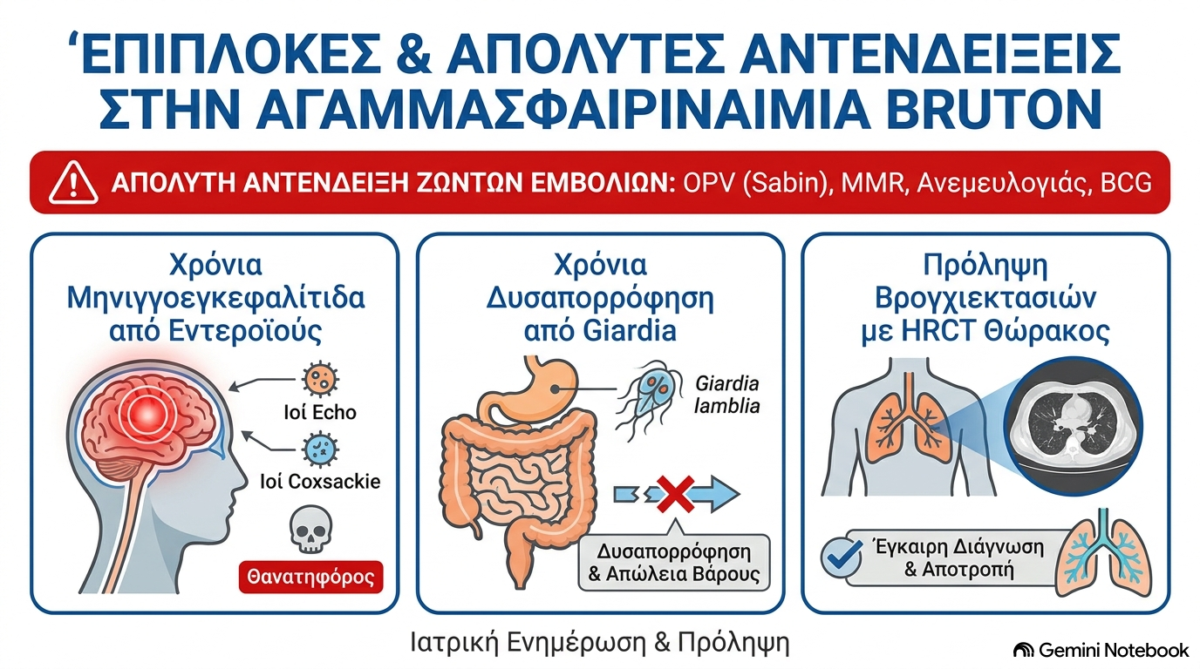 ‘ΕΠΙΠΛΟΚΕΣ & ΑΠΟΛΥΤΕΣ ΑΝΤΕΝΔΕΙΞΕΙΣ
ΣΤΗΝ ΑΓΑΜΜΑΣΦΑΙΡΙΝΑΙΜΙΑ BRUTON
ΑΠΟΛΥΤΗ ΑΝΤΕΝΔΕΙΞΗ ΖΩΝΤΩΝ ΕΜΒΟΛΙΩΝ: OPV (Sabin), MMR, Ανεμευλογιάς, BCG
Χρόνια
Μηνιγγοεγκεφαλίτιδα
από Εντεροϊούς
Ιοί Echo
Ιοί Coxsackie
Θανατηφόρος
Χρόνια
Δυσαπορρόφηση
από Giardia
Giardia
lamblia
Δυσαπορρόφηση
& Απώλεια Βάρους
Πρόληψη
Βρογχιεκτασιών
με HRCT Θώρακος
Έγκαιρη Διάγνωση
& Αποτροπή
Ιατρική Ενημέρωση & Πρόληψη
Gemini Notebook